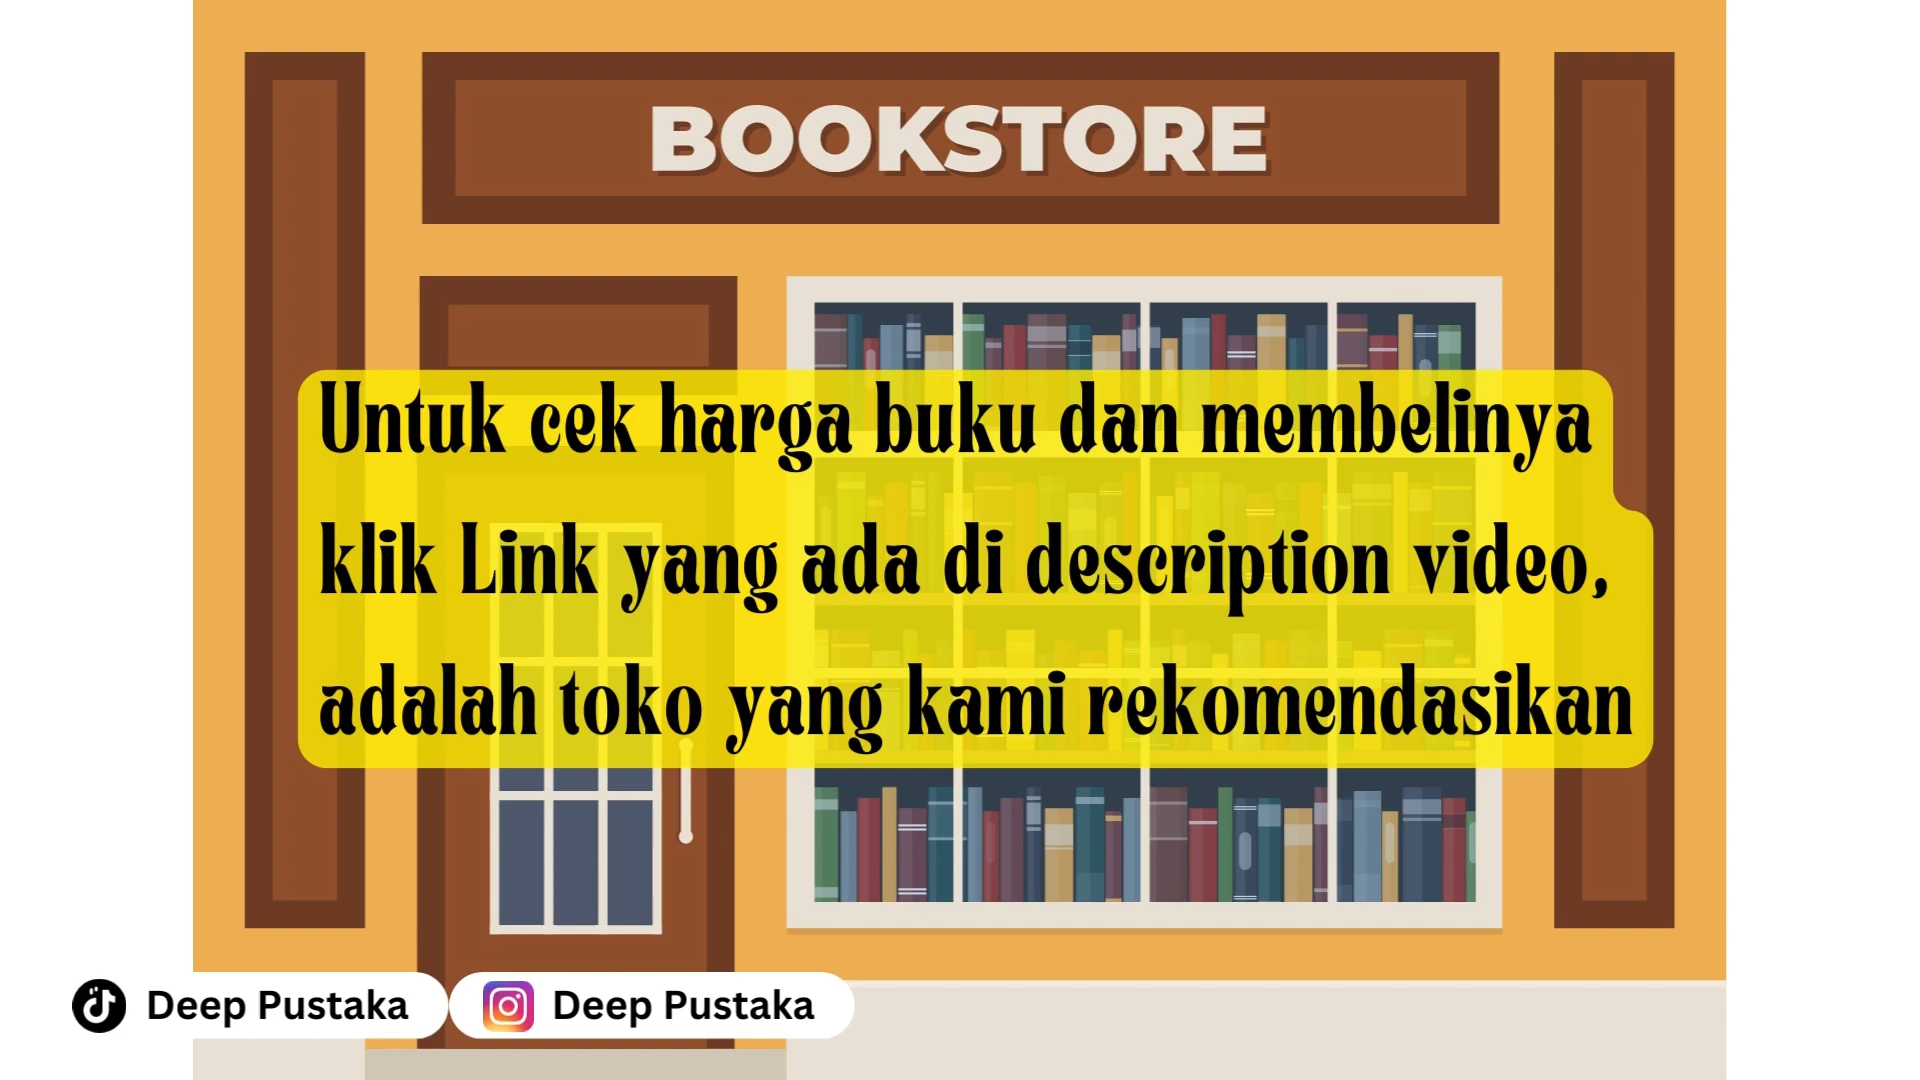 BOOKSTORE
Untuk cek harga buku dan membelinya
klik Link yang ada di description video,
adalah toko yang kami rekomendasikan
Deep Pustaka
Deep Pustaka